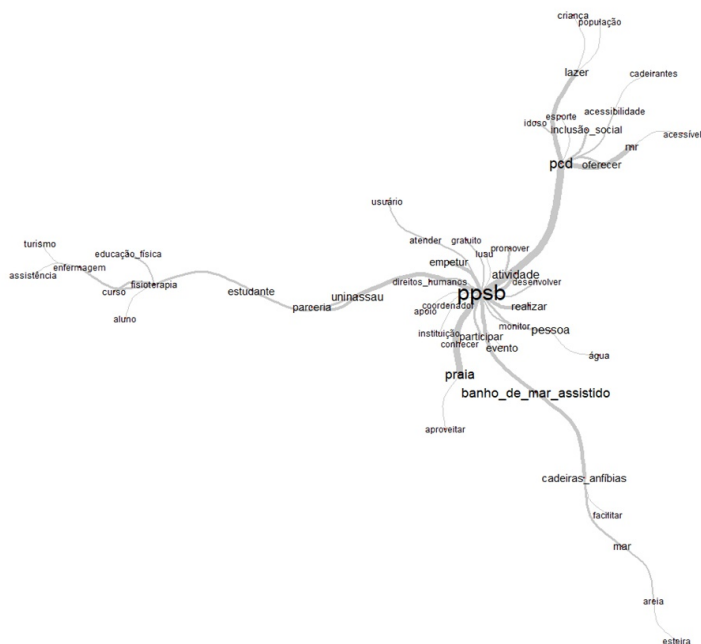 criança
população
lazer
cadeirantes
acessibilidade
esporte
idoso
inclusão_social
acessível
mr
pcd
oferecer
usuário
atender
gratuito
promover
lusu
turismo
educação_física
empetur
assistência
enfermagem
atividade
direitos_humanos
desenvolver
curso
fisioterapia
estudante
ppsb
uninassau
parceria
coordenador
realizar
apoio
aluno
monitor
instituição
participar
pessoa
conhecer
evento
água
praia
banho_de_mar_assistido
aproveitar
cadeiras_anfíbias
facilitar
mar
areia
esteira